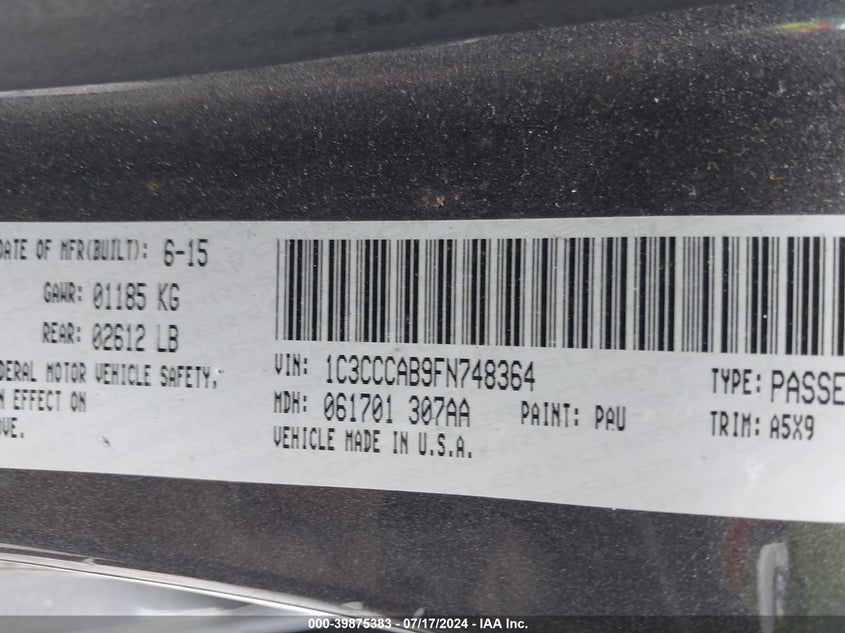 DATE OF MFR(BUILT): 6-15
GAWR: 01185 KG
REAR: 02612 LB
VIN: 1C3CCCAB9FN748364
TYPE: PASSE
DERAL MOTOR VEHICLE SAFETY,
MDH: 061701 307AA
PAINT: PAU
TRIM: A5X9
N EFFECT ON
VEHICLE MADE IN U.S.A.
OVE.
000-39875383 - 07/17/2024 - IAA Inc.